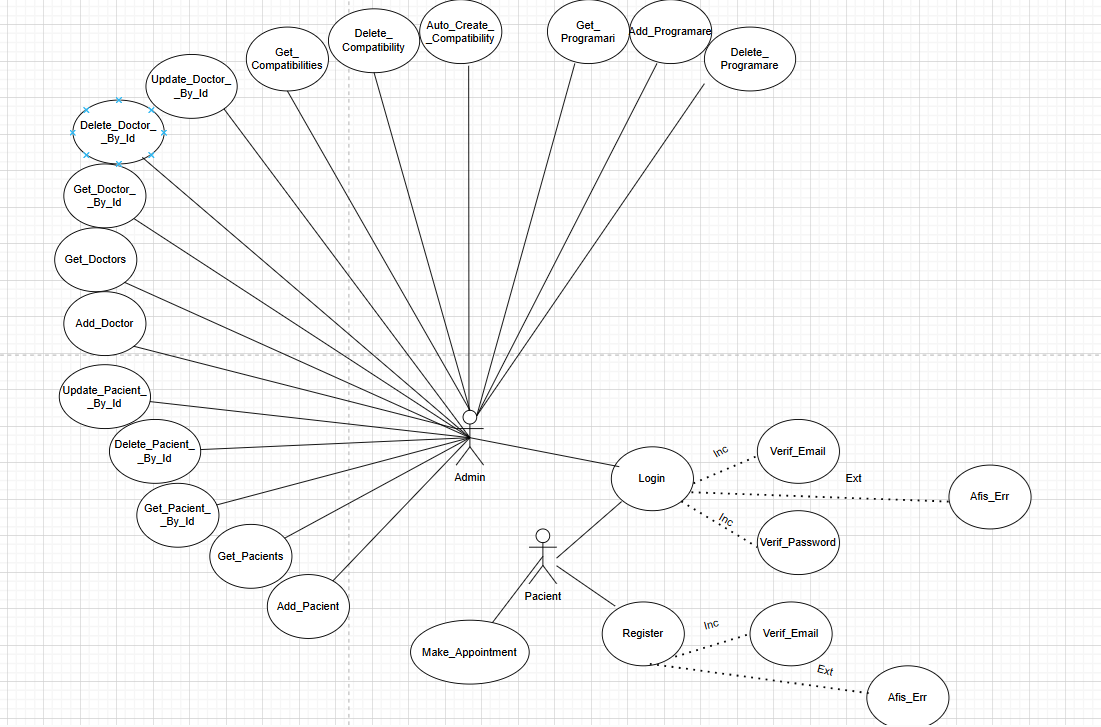 Auto_Create_
_Compatibility
Get_
Programari
Add_Programare
Delete_
Compatibility
Get_
Compatibilities
Delete_
Programare
Update_Doctor_
_By_Id
Delete_Doctor_
_By_Id
Get_Doctor_
_By_Id
Get_Doctors
Add_Doctor
Update_Pacient_
_By_Id
Delete_Pacient_
_By_Id
Get_Pacient_
_By_Id
Get_Pacients
Add_Pacient
Admin
Login
Inc
Verif_Email
Ext
Afis_Err
Inc
Verif_Password
Pacient
Make_Appointment
Register
Inc
Verif_Email
Ext
Afis_Err